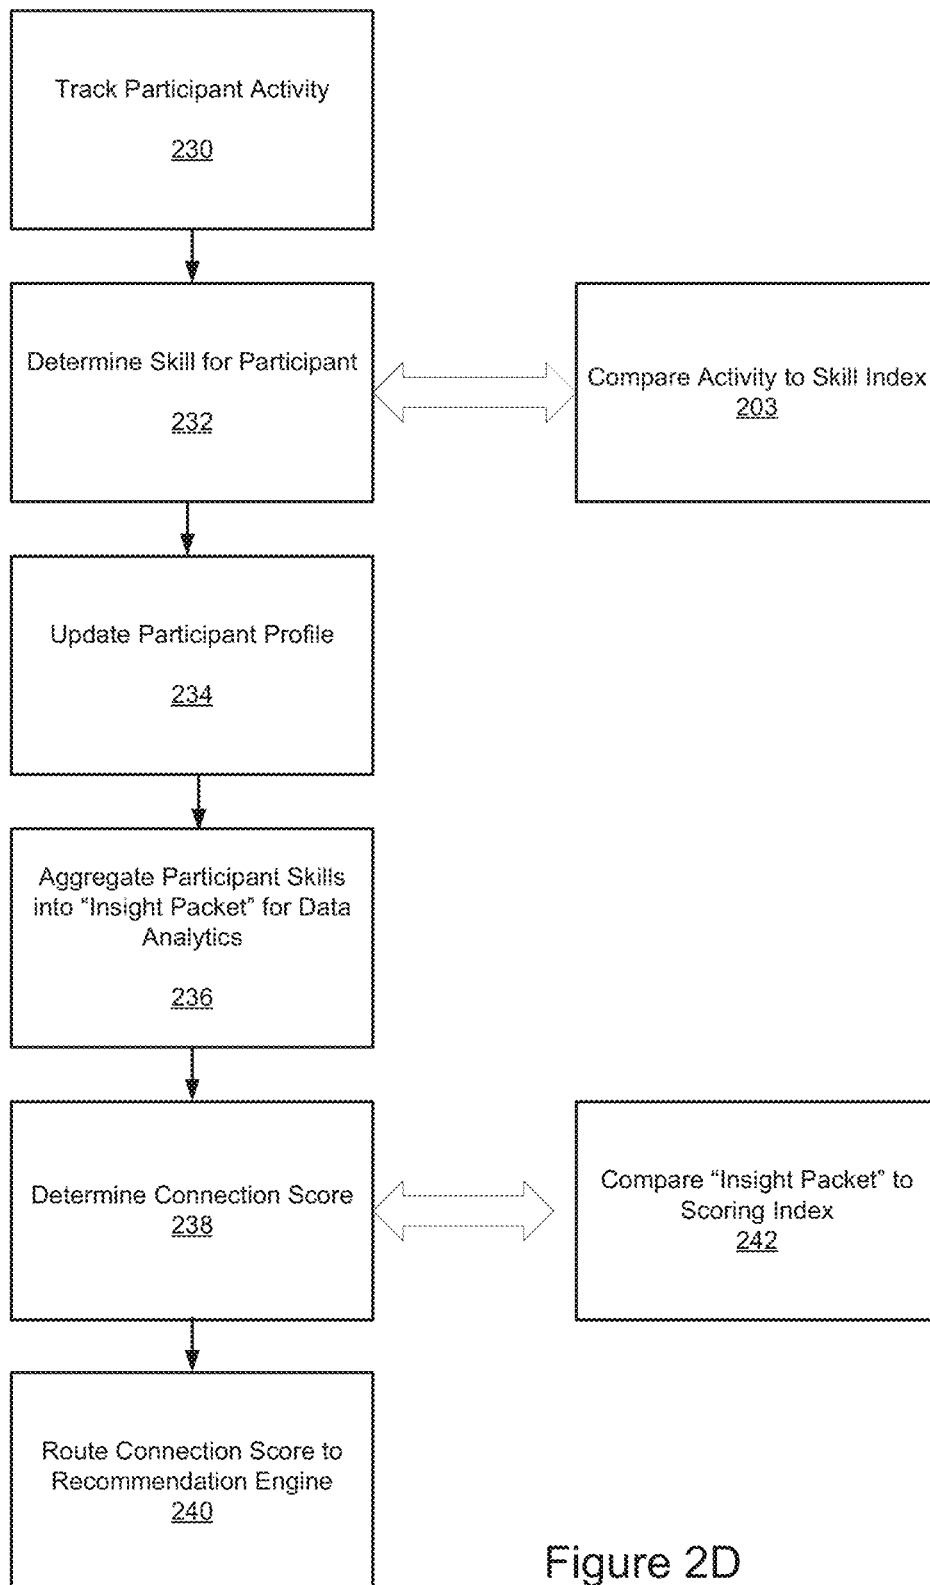 Track Participant Activity
230
Determine Skill for Participant
232
Compare Activity to Skill Index
203
Update Participant Profile
234
Aggregate Participant Skills
into “Insight Packet” for Data
Analytics
236
Determine Connection Score
238
Compare “Insight Packet” to
Scoring Index
242
Route Connection Score to
Recommendation Engine
240
Figure 2D